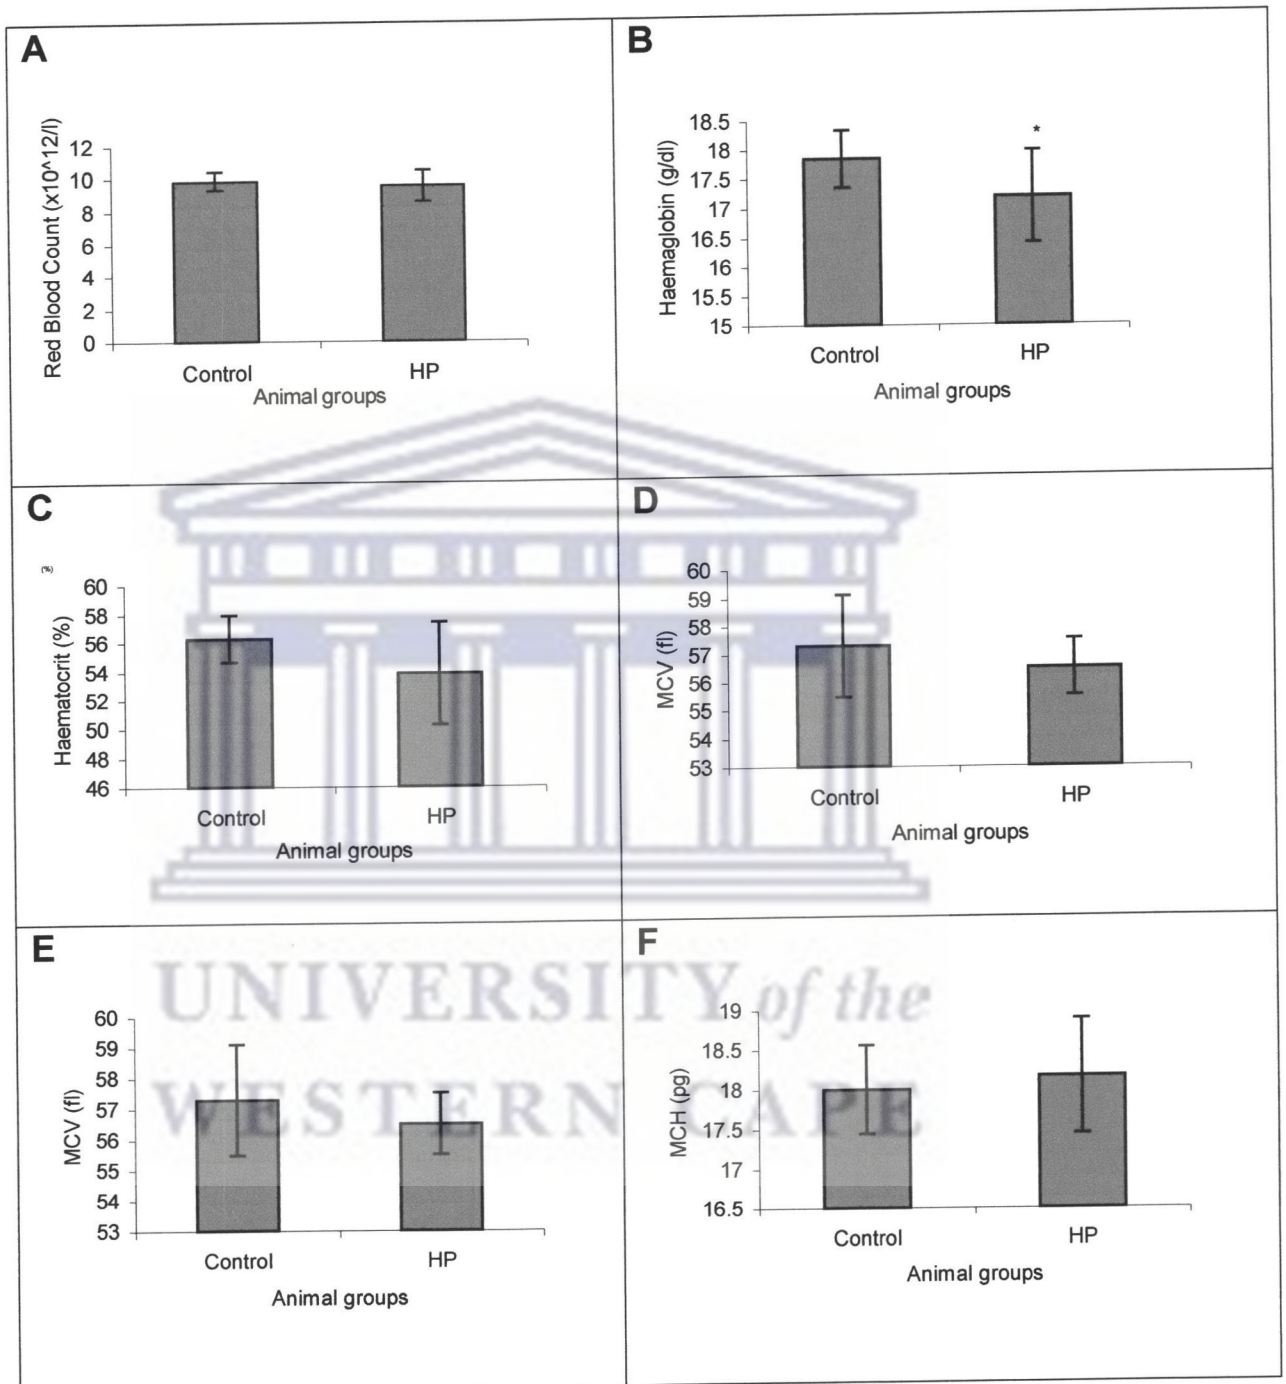 A
Red Blood Count (x10^12/l)
12
10
8
6
4
2
0
Control HP
Animal groups
B
Haemaglobin (g/dl)
18.5
18
17.5
17
16.5
16
15.5
15
*
Control HP
Animal groups
C
(%)
Haematocrit (%)
60
58
56
54
52
50
48
46
Control HP
Animal groups
D
MCV (fl)
60
59
58
57
56
55
54
53
Control HP
Animal groups
E
MCV (fl)
60
59
58
57
56
55
54
53
Control HP
Animal groups
F
MCH (pg)
19
18.5
18
17.5
17
16.5
Control HP
Animal groups
UNIVERSITY of the
WESTERN CAPE